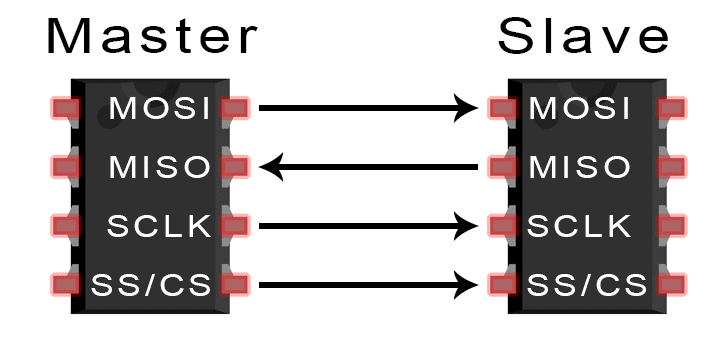 Master Slave
MOSI MOSI
MISO MISO
SCLK SCLK
SS/CS SS/CS